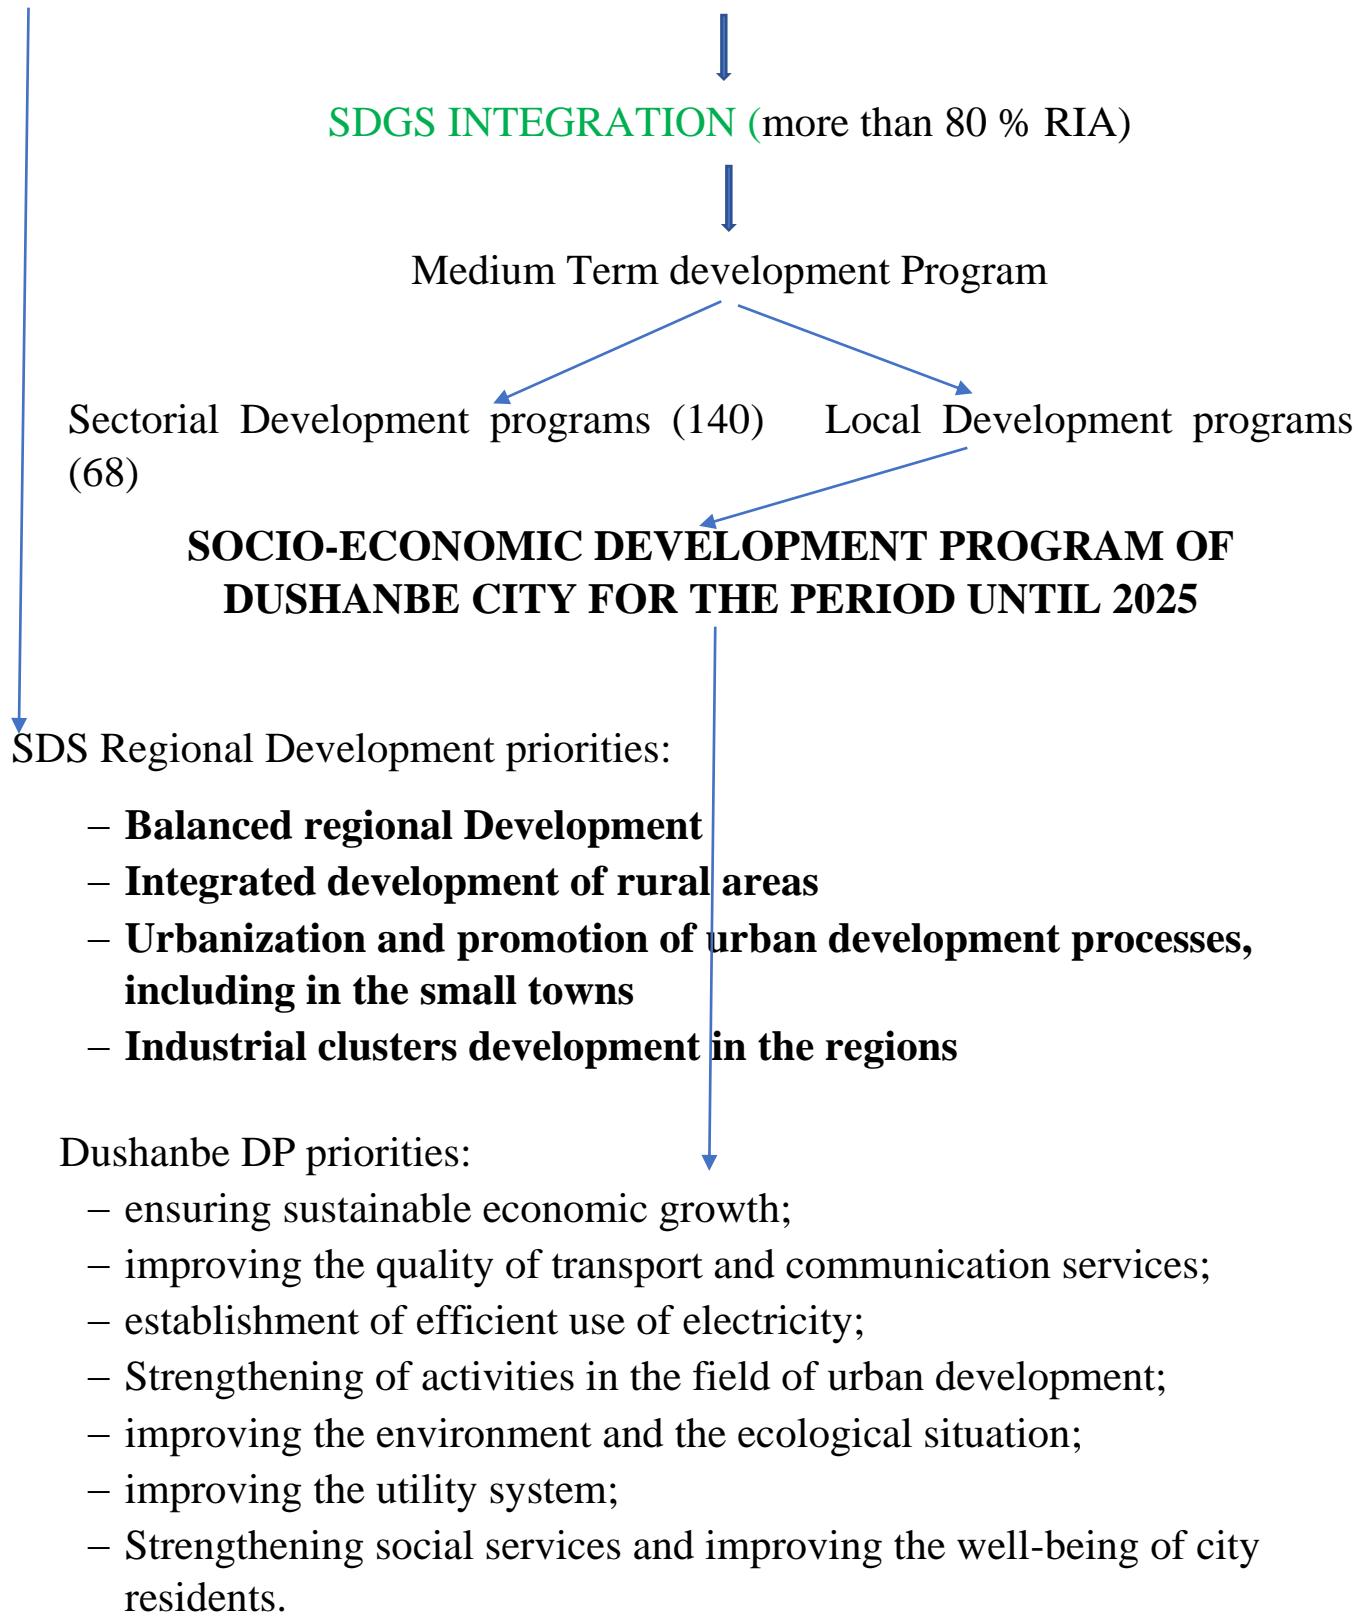 SDGS INTEGRATION (more than 80 % RIA)
Medium Term development Program
Sectorial Development programs (140) Local Development programs
(68)
SOCIO-ECONOMIC DEVELOPMENT PROGRAM OF
DUSHANBE CITY FOR THE PERIOD UNTIL 2025
SDS Regional Development priorities:
– Balanced regional Development
– Integrated development of rural areas
– Urbanization and promotion of urban development processes,
including in the small towns
– Industrial clusters development in the regions
Dushanbe DP priorities:
– ensuring sustainable economic growth;
– improving the quality of transport and communication services;
– establishment of efficient use of electricity;
– Strengthening of activities in the field of urban development;
– improving the environment and the ecological situation;
– improving the utility system;
– Strengthening social services and improving the well-being of city
residents.